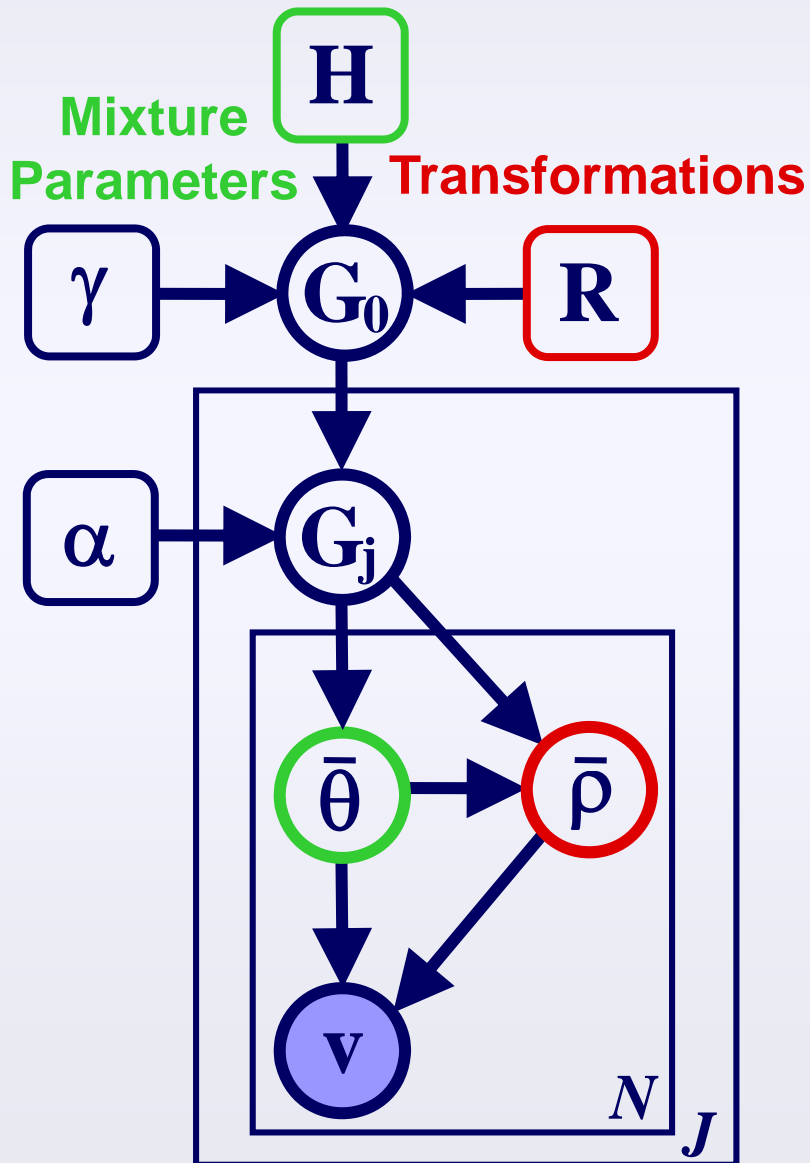 H
Mixture
Parameters
Transformations
γ
G₀
R
α
Gⱼ
θ̄
ρ̄
v
N
J